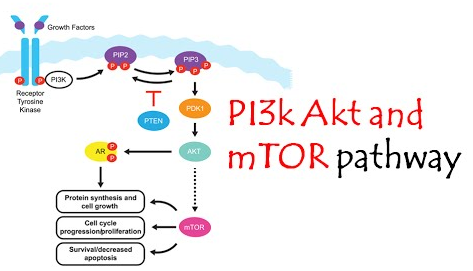 Growth Factors
PIP2
PIP3
P
P
P
P
P
P
P
PI3K
Receptor
Tyrosine
Kinase
PTEN
PDK1
AR
P
P
AKT
Protein synthesis and
cell growth
Cell cycle
progression/proliferation
mTOR
Survival/decreased
apoptosis
PI3k Akt and
mTOR pathway